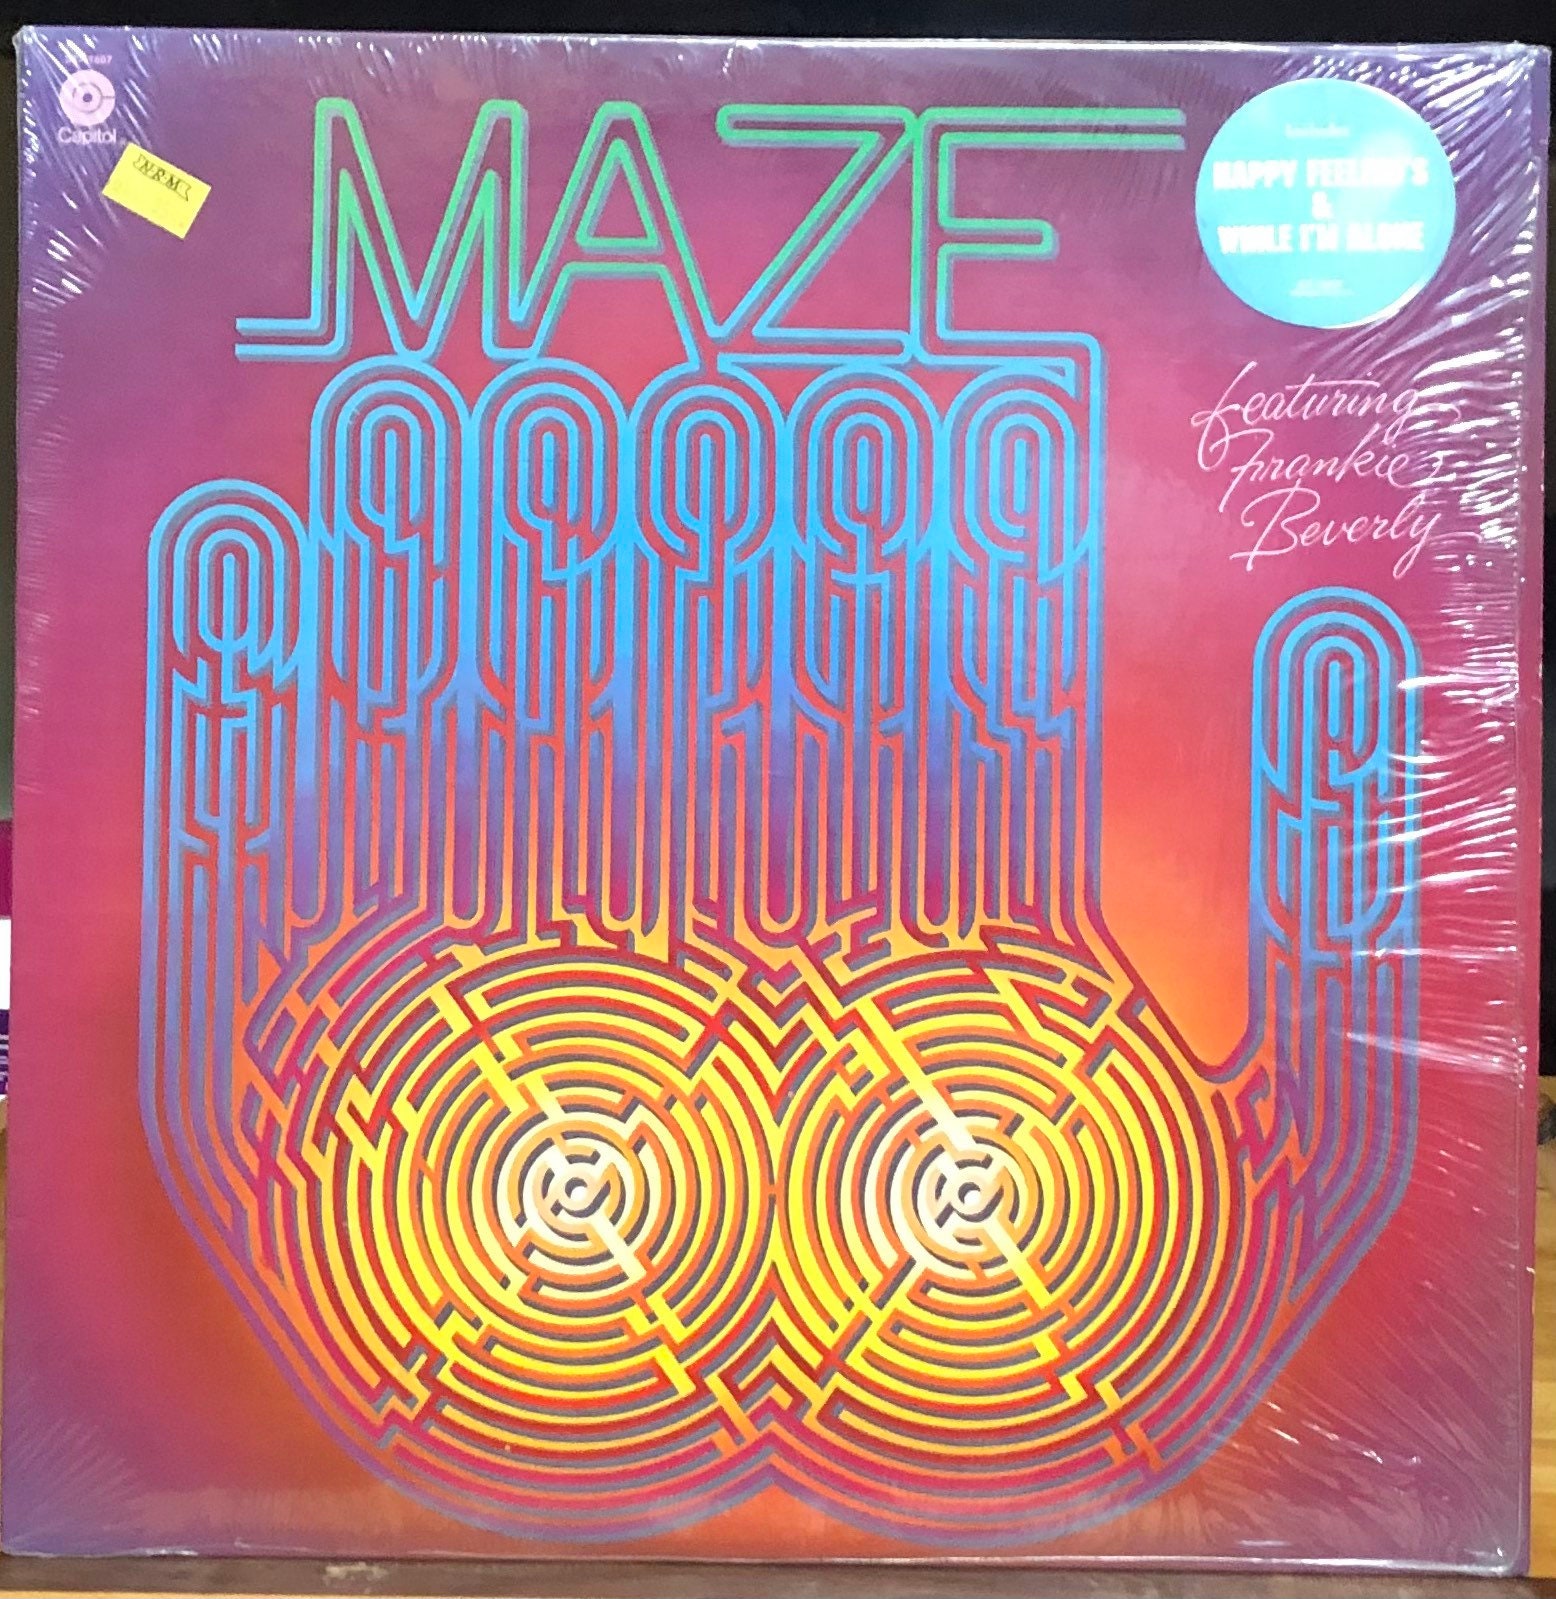 Capitol
N·R·M
MAZE
HAPPY FEELIN'S
&
WHILE I'M ALONE
featuring
Frankie
Beverly